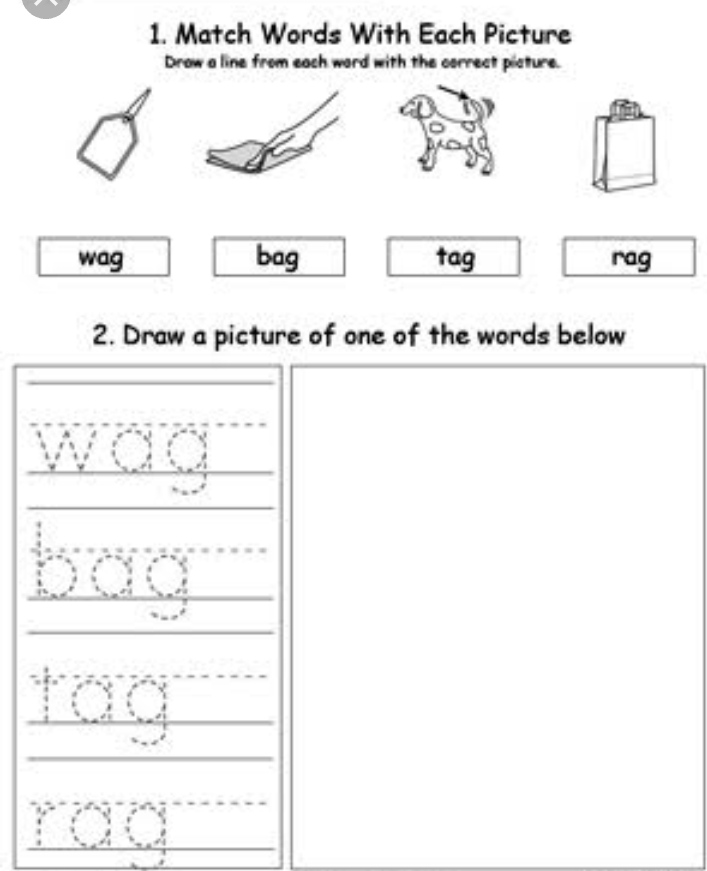 1. Match Words With Each Picture
Draw a line from each word with the correct picture.
wag bag tag rag
2. Draw a picture of one of the words below
wag
bag
tag
rag